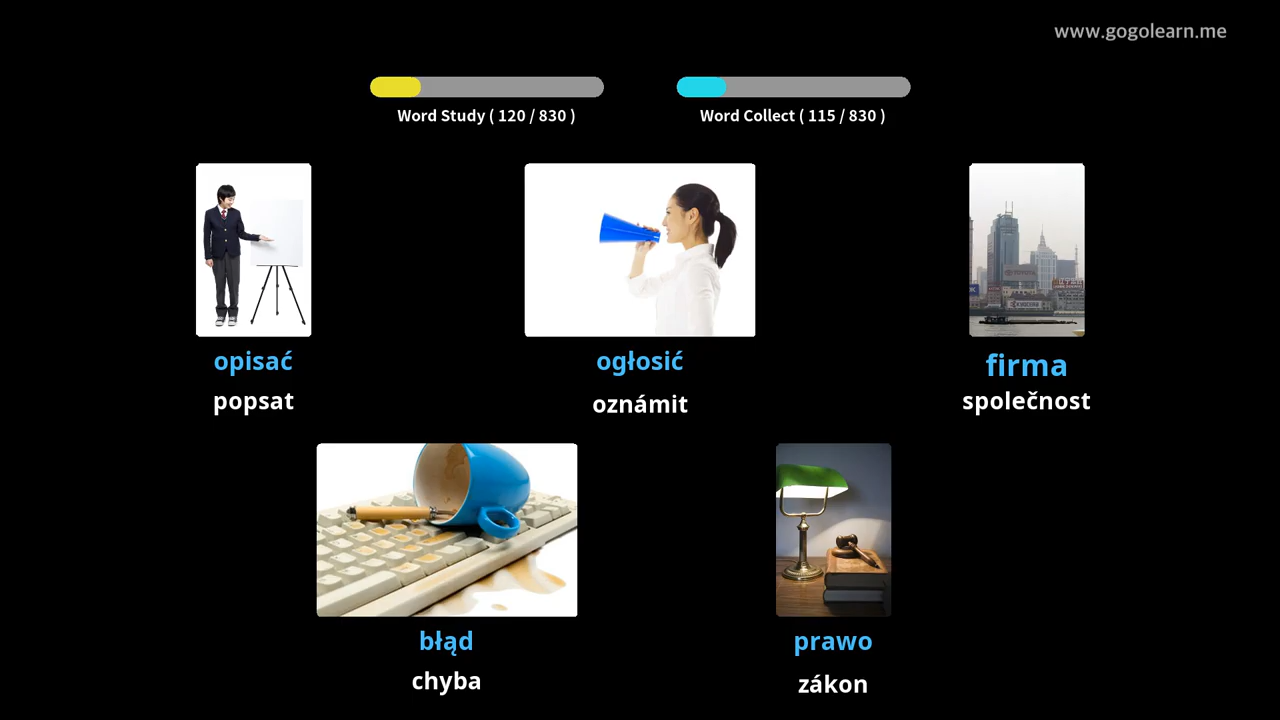 www.gogolearn.me
Word Study ( 120 / 830 )
Word Collect ( 115 / 830 )
TOYOTA
opisać
popsat
ogłosić
oznámit
firma
společnost
błąd
chyba
prawo
zákon